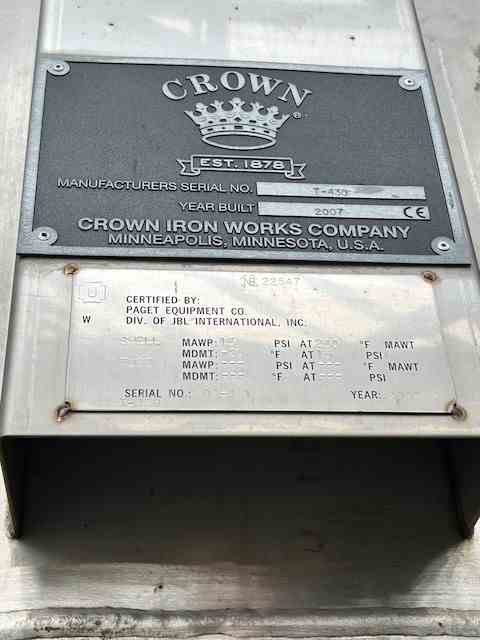 CROWN
®
EST. 1878
MANUFACTURERS SERIAL NO. T-430
YEAR BUILT 2007 CE
CROWN IRON WORKS COMPANY
MINNEAPOLIS, MINNESOTA, U.S.A.
22547
U
CERTIFIED BY:
PAGET EQUIPMENT CO.
W DIV. OF JBL INTERNATIONAL, INC.
SHELL MAWP: PSI AT °F MAWT
MDMT: °F AT PSI
MAWP: PSI AT °F MAWT
MDMT: °F AT PSI
SERIAL NO.: YEAR: